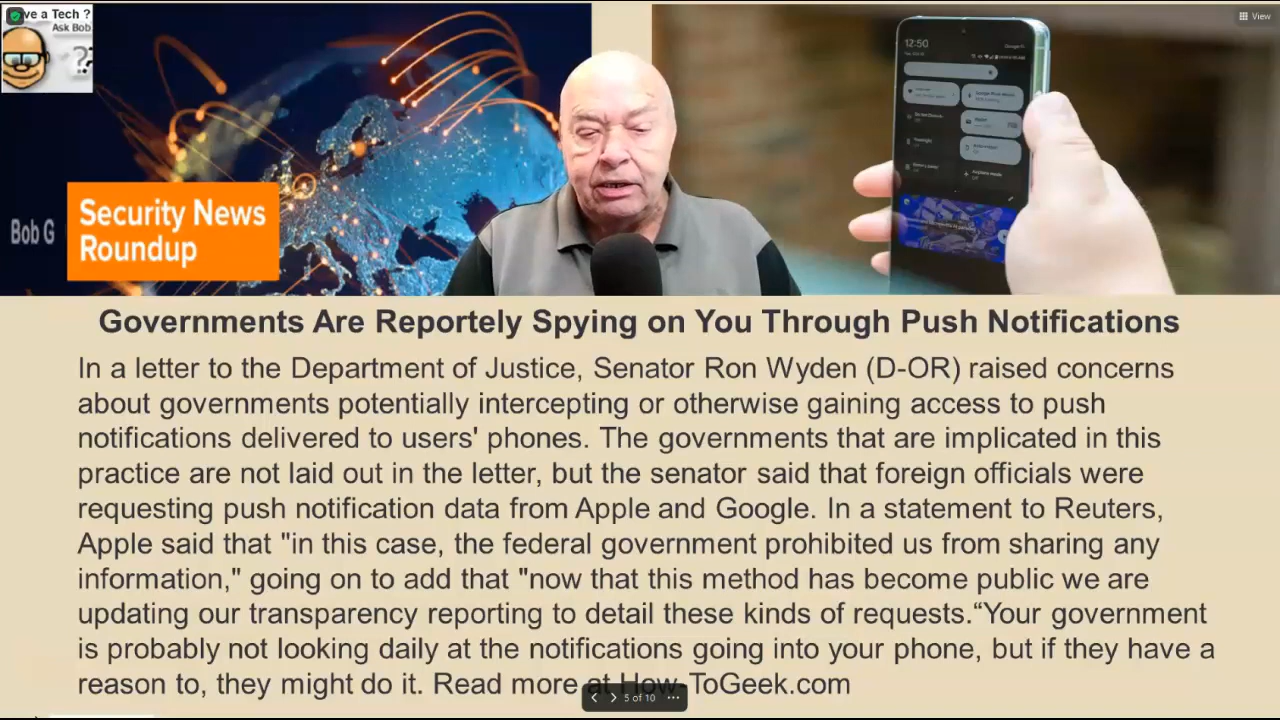 ve a Tech ?
Ask Bob
??
View
12:50
Bob G
Security News
Roundup
Governments Are Reportely Spying on You Through Push Notifications
In a letter to the Department of Justice, Senator Ron Wyden (D-OR) raised concerns
about governments potentially intercepting or otherwise gaining access to push
notifications delivered to users' phones. The governments that are implicated in this
practice are not laid out in the letter, but the senator said that foreign officials were
requesting push notification data from Apple and Google. In a statement to Reuters,
Apple said that "in this case, the federal government prohibited us from sharing any
information," going on to add that "now that this method has become public we are
updating our transparency reporting to detail these kinds of requests.“Your government
is probably not looking daily at the notifications going into your phone, but if they have a
reason to, they might do it. Read more at How-ToGeek.com
5 of 10